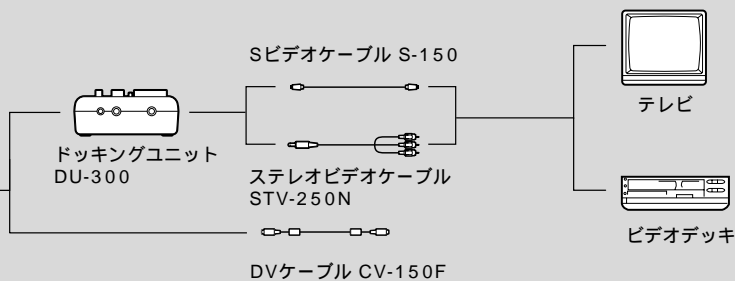 Sビデオケーブル S-150
テレビ
ドッキングユニット
DU-300
ステレオビデオケーブル
STV-250N
ビデオデッキ
DVケーブル CV-150F